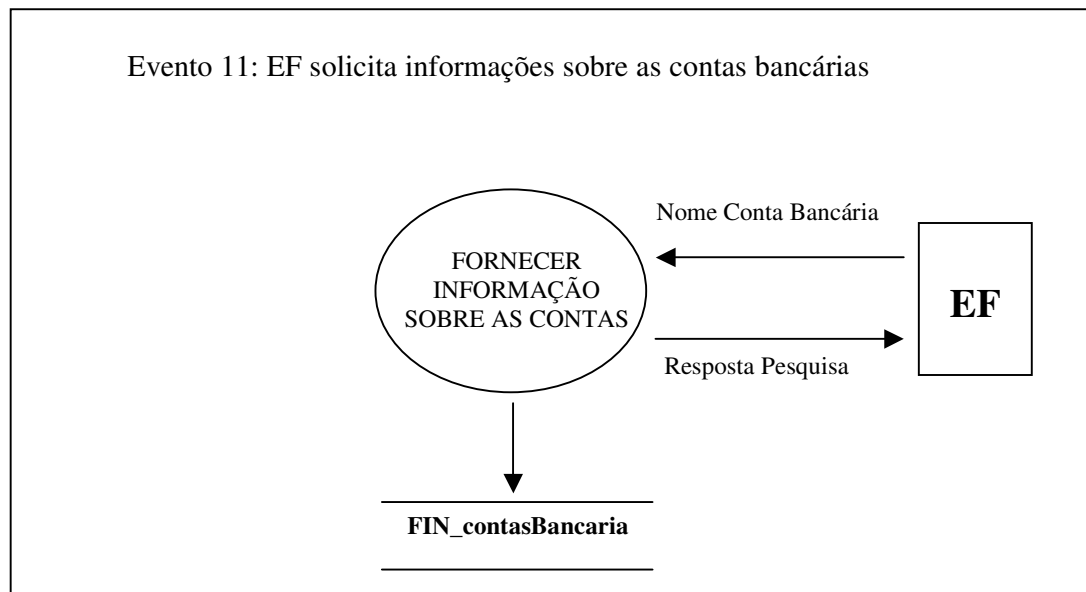 Evento 11: EF solicita informações sobre as contas bancárias
Nome Conta Bancária
FORNECER
INFORMAÇÃO
SOBRE AS CONTAS
EF
Resposta Pesquisa
FIN_contasBancaria